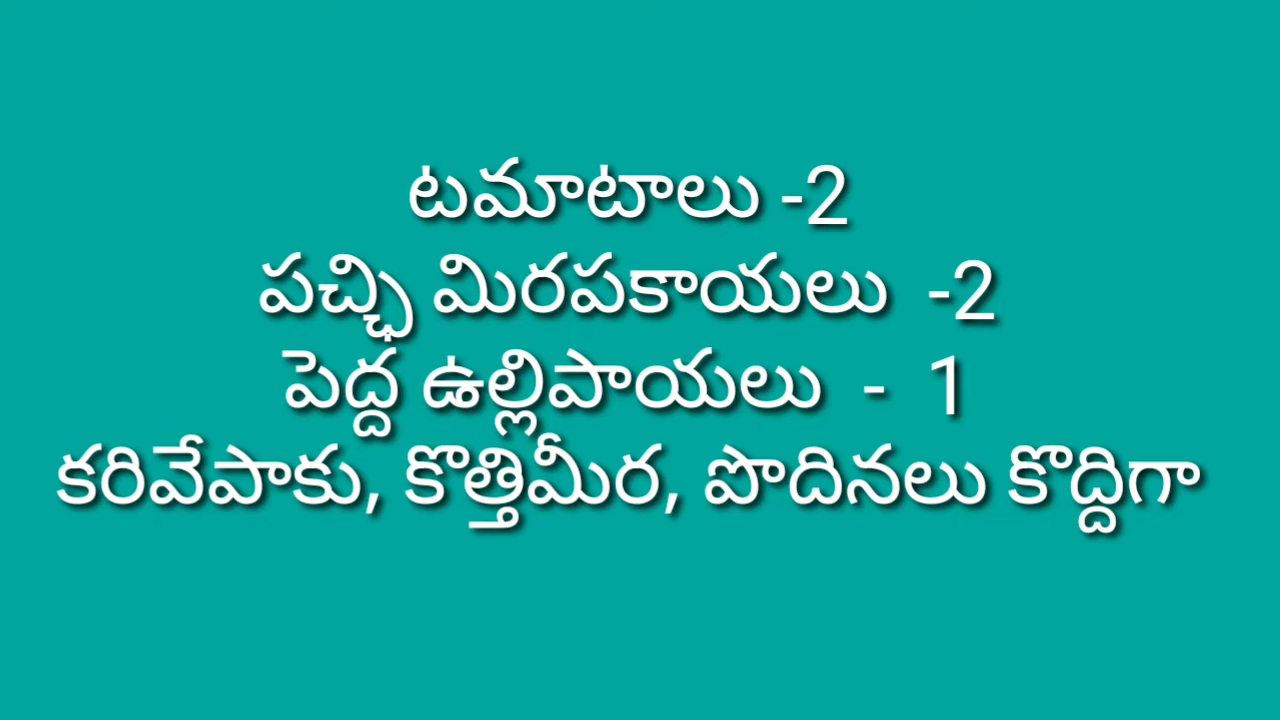 టమాటాలు -2
పచ్ఛి మిరపకాయలు -2
పెద్ద ఉల్లిపాయలు - 1
కరివేపాకు, కొత్తిమీర, పొదినలు కొద్దిగా